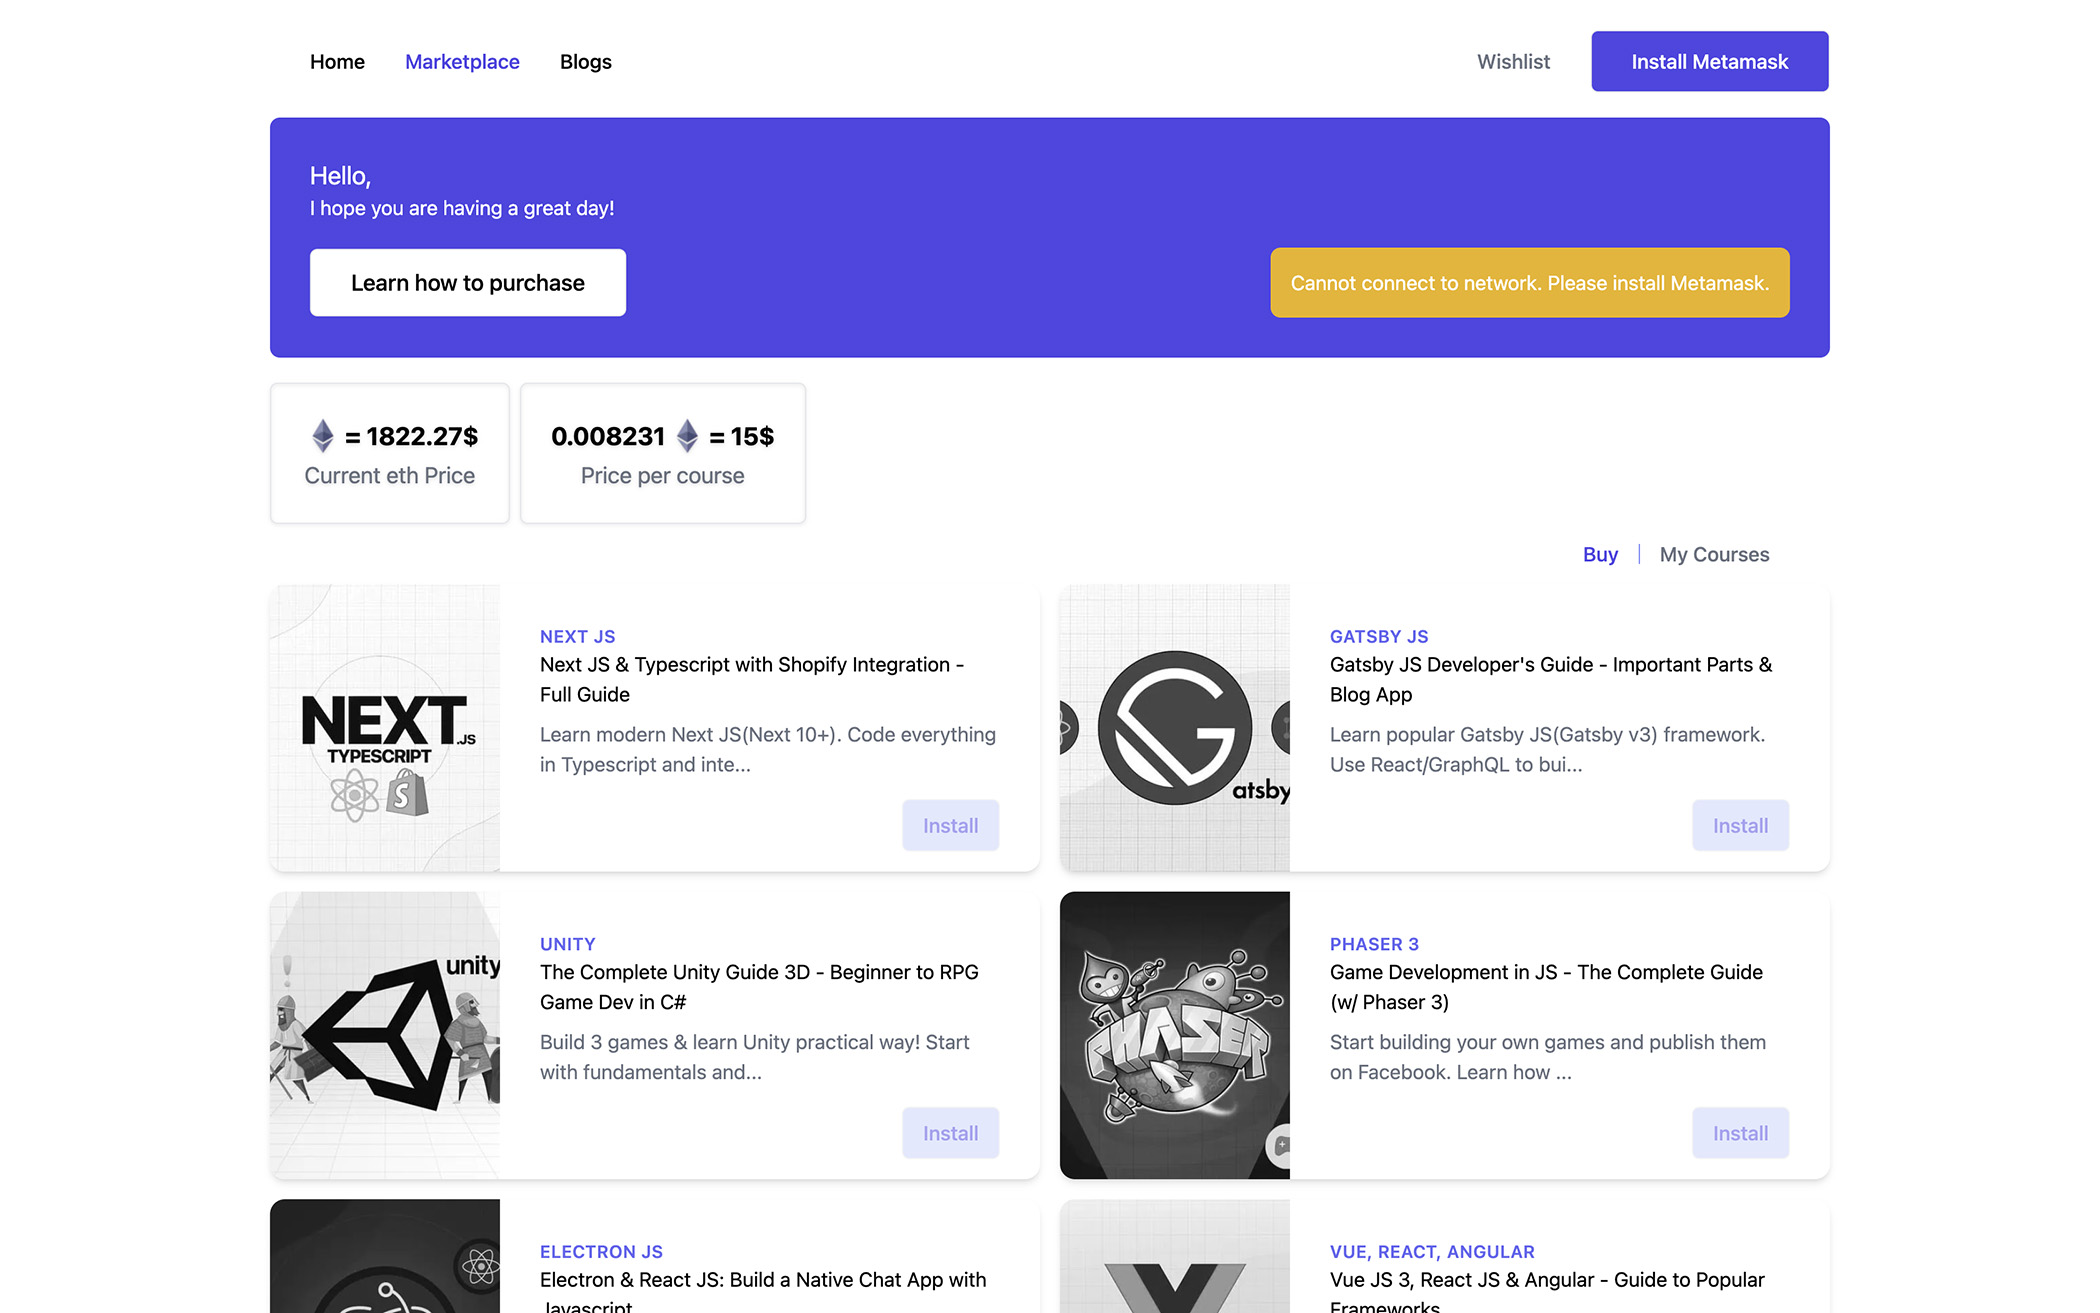 Home Marketplace Blogs Wishlist Install Metamask
Hello,
I hope you are having a great day!
Learn how to purchase
Cannot connect to network. Please install Metamask.
= 1822.27$
Current eth Price
0.008231 = 15$
Price per course
Buy | My Courses
NEXT.JS
TYPESCRIPT
S
NEXT JS
Next JS & Typescript with Shopify Integration -
Full Guide
Learn modern Next JS(Next 10+). Code everything
in Typescript and inte...
Install
atsby
GATSBY JS
Gatsby JS Developer's Guide - Important Parts &
Blog App
Learn popular Gatsby JS(Gatsby v3) framework.
Use React/GraphQL to bui...
Install
unity
UNITY
The Complete Unity Guide 3D - Beginner to RPG
Game Dev in C#
Build 3 games & learn Unity practical way! Start
with fundamentals and...
Install
PHASER
PHASER 3
Game Development in JS - The Complete Guide
(w/ Phaser 3)
Start building your own games and publish them
on Facebook. Learn how ...
Install
ELECTRON JS
Electron & React JS: Build a Native Chat App with
Javascript
VUE, REACT, ANGULAR
Vue JS 3, React JS & Angular - Guide to Popular
Frameworks